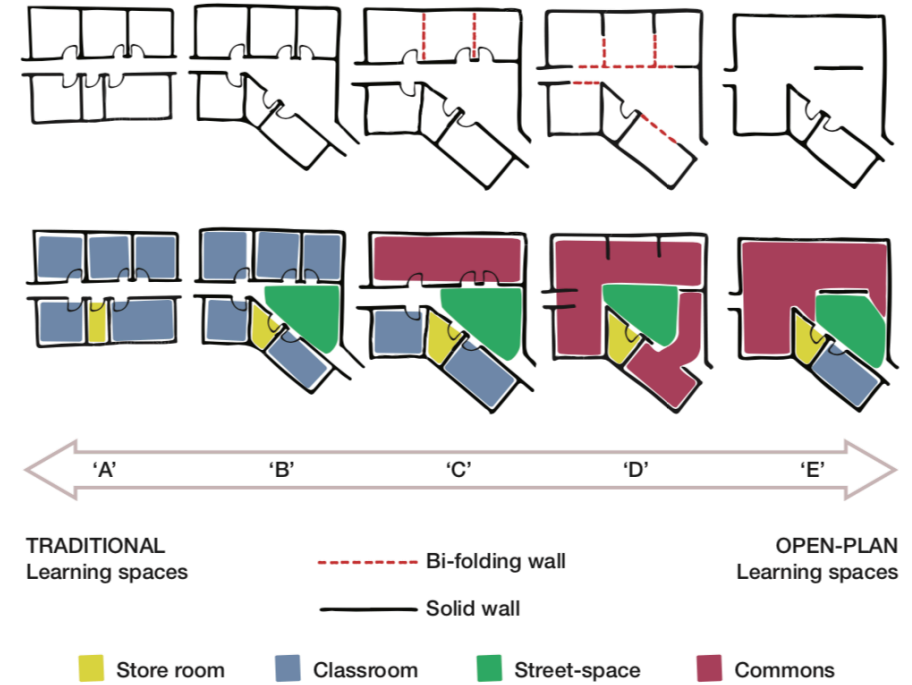 ‘A’ ‘B’ ‘C’ ‘D’ ‘E’
TRADITIONAL
Learning spaces
OPEN-PLAN
Learning spaces
Bi-folding wall
Solid wall
Store room
Classroom
Street-space
Commons